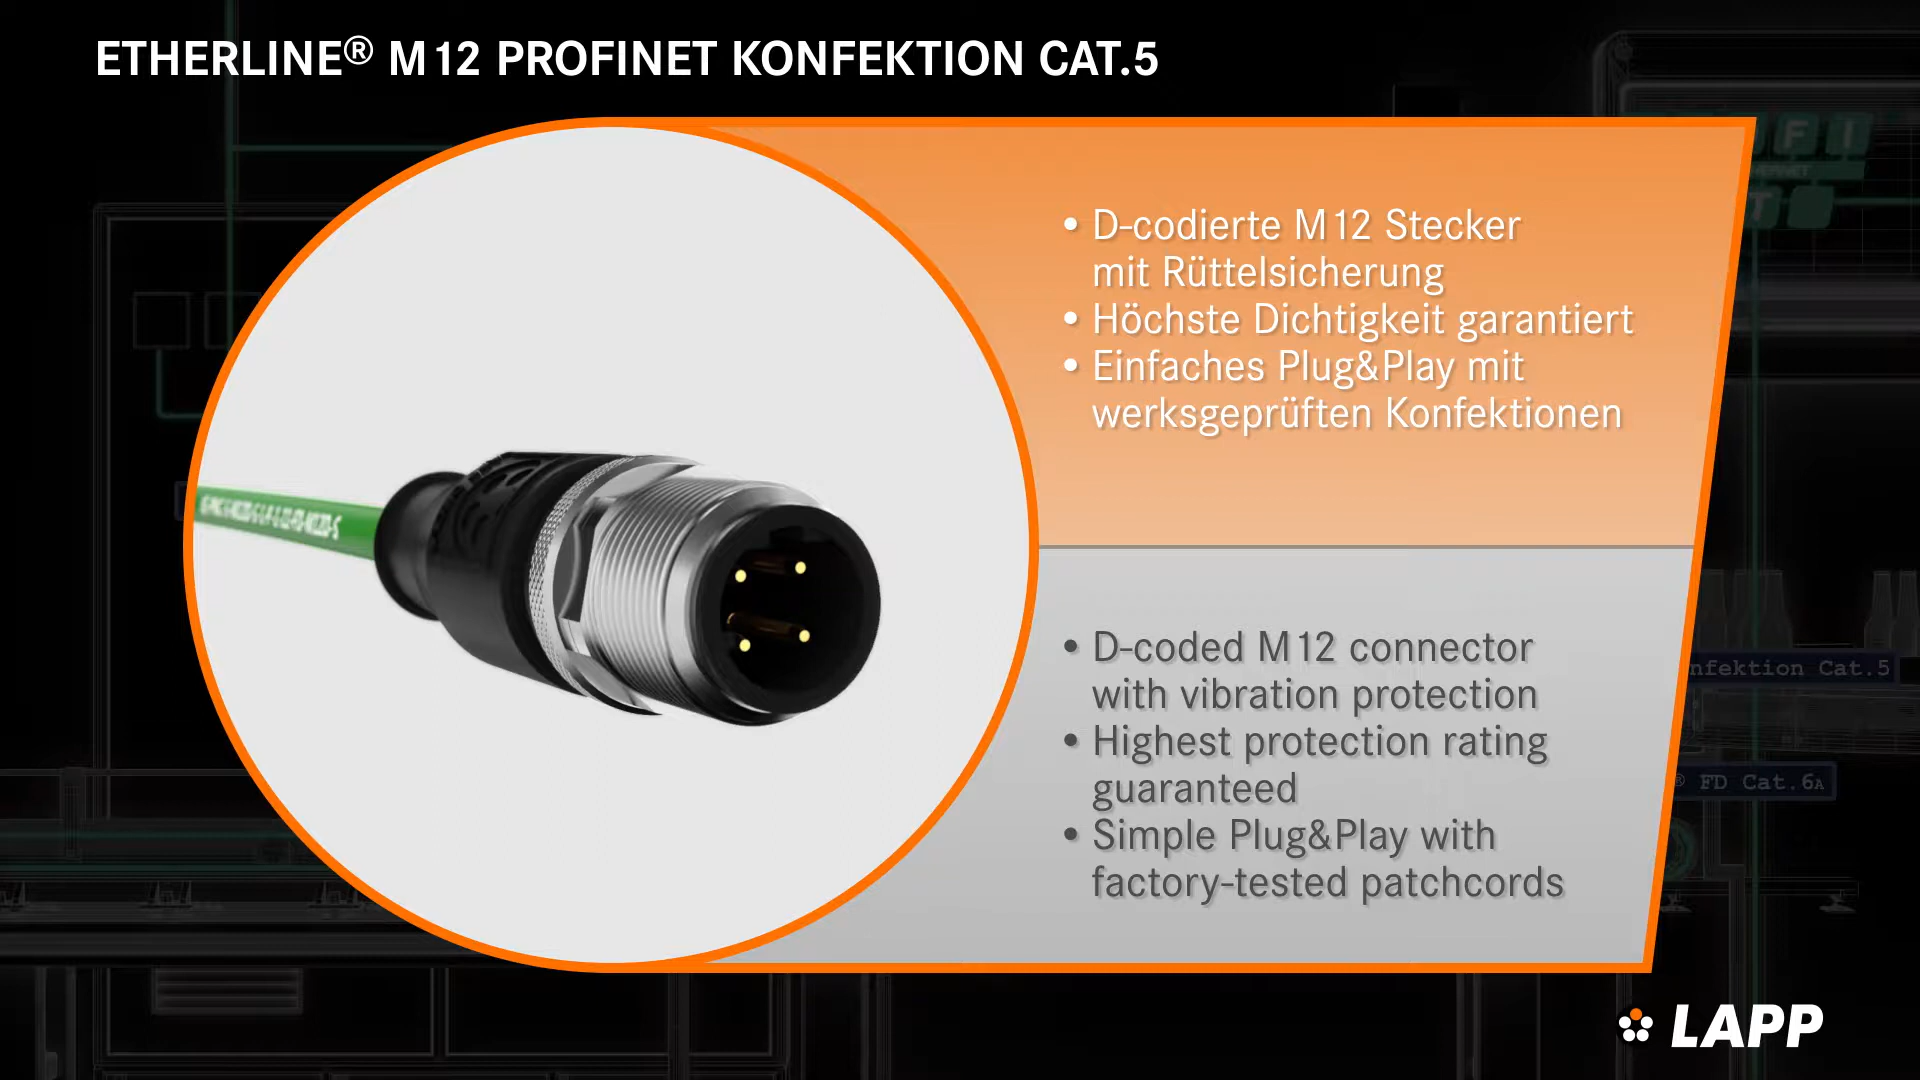 ETHERLINE® M12 PROFINET KONFEKTION CAT.5
F I
T
• D-codierte M12 Stecker
mit Rüttelsicherung
• Höchste Dichtigkeit garantiert
• Einfaches Plug&Play mit
werksgeprüften Konfektionen
• D-coded M12 connector
with vibration protection
• Highest protection rating
guaranteed
• Simple Plug&Play with
factory-tested patchcords
nfektion Cat.5
® FD Cat.6A
LAPP